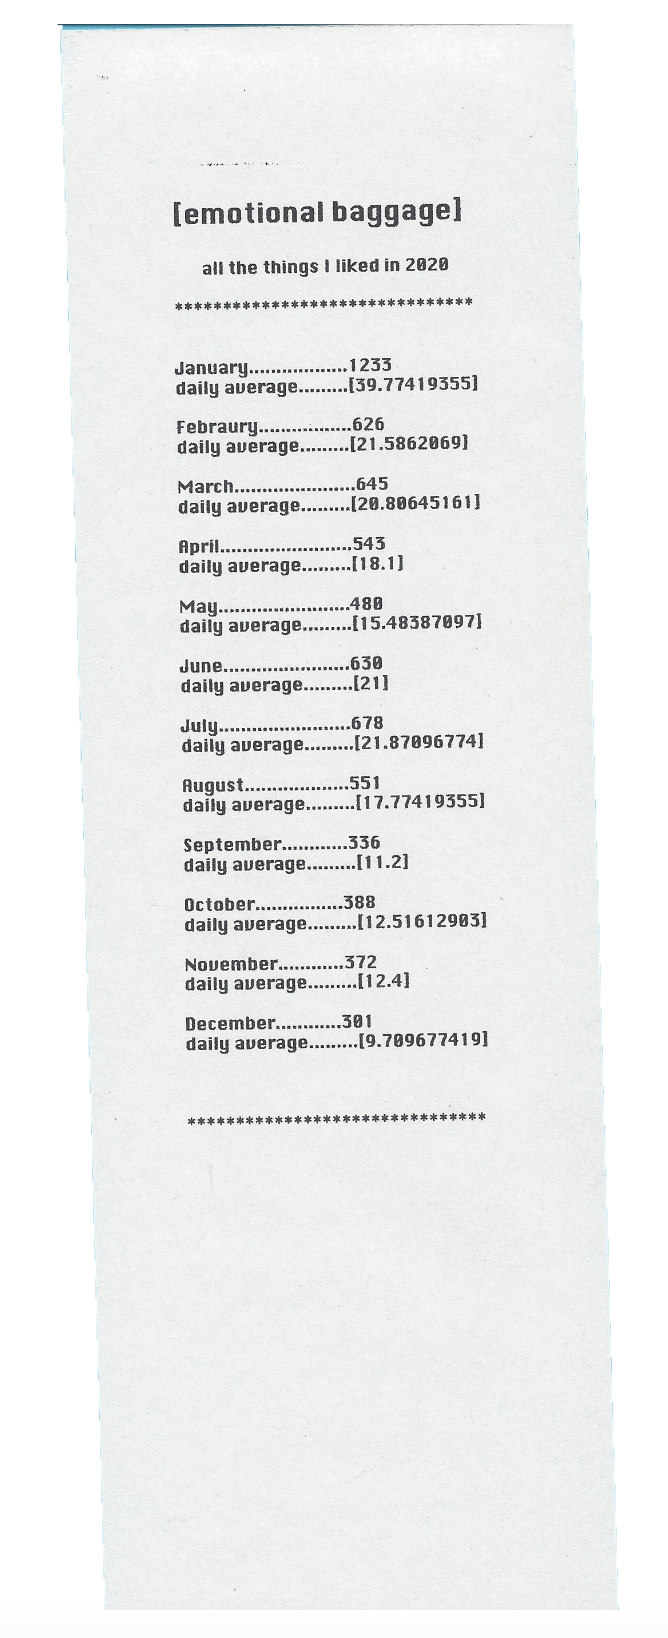 [emotional baggage]
all the things I liked in 2020
*******************************
January..................1233
daily average.........[39.77419355]
Febraury.................626
daily average.........[21.5862069]
March......................645
daily average.........[20.80645161]
April........................543
daily average.........[18.1]
May........................480
daily average.........[15.48387097]
June.......................630
daily average.........[21]
July........................678
daily average.........[21.87096774]
August...................551
daily average.........[17.77419355]
September............336
daily average.........[11.2]
October................388
daily average.........[12.51612903]
November............372
daily average.........[12.4]
December............301
daily average.........[9.709677419]
*******************************